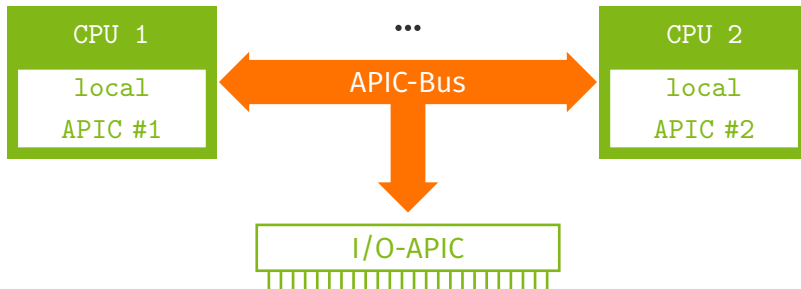 CPU 1
...
CPU 2
local
APIC #1
APIC-Bus
local
APIC #2
I/O-APIC